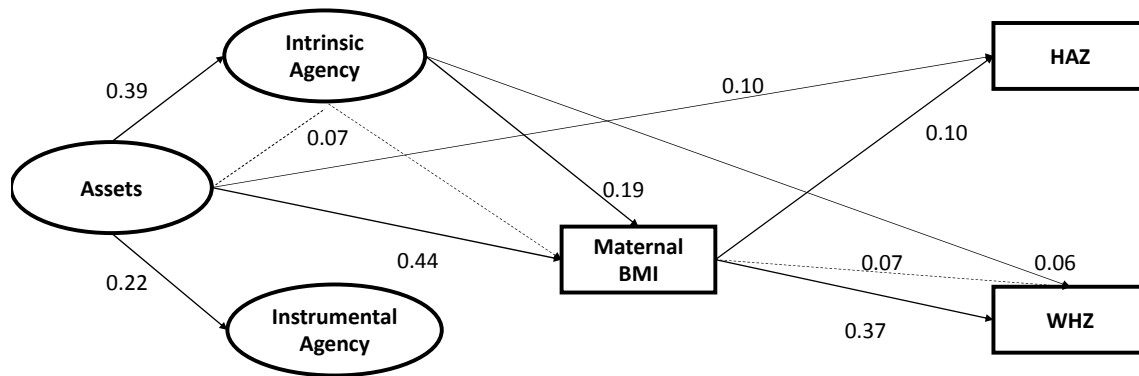 Intrinsic
Agency
HAZ
0.39
0.10
0.07
0.10
Assets
0.19
Maternal
BMI
0.44
0.07
0.06
0.22
Instrumental
Agency
WHZ
0.37